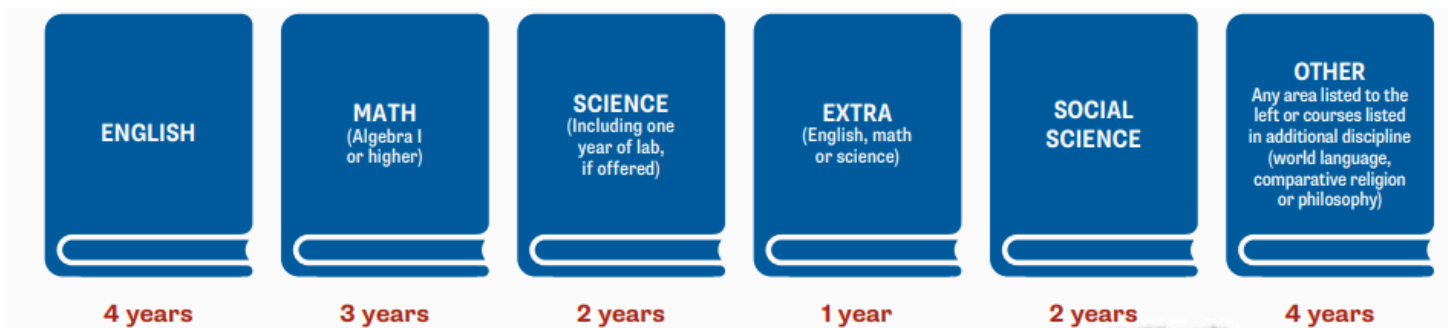 ENGLISH
MATH
(Algebra I
or higher)
SCIENCE
(Including one
year of lab,
if offered)
EXTRA
(English, math
or science)
SOCIAL
SCIENCE
OTHER
Any area listed to the
left or courses listed
in additional discipline
(world language,
comparative religion
or philosophy)
4 years
3 years
2 years
1 year
2 years
4 years